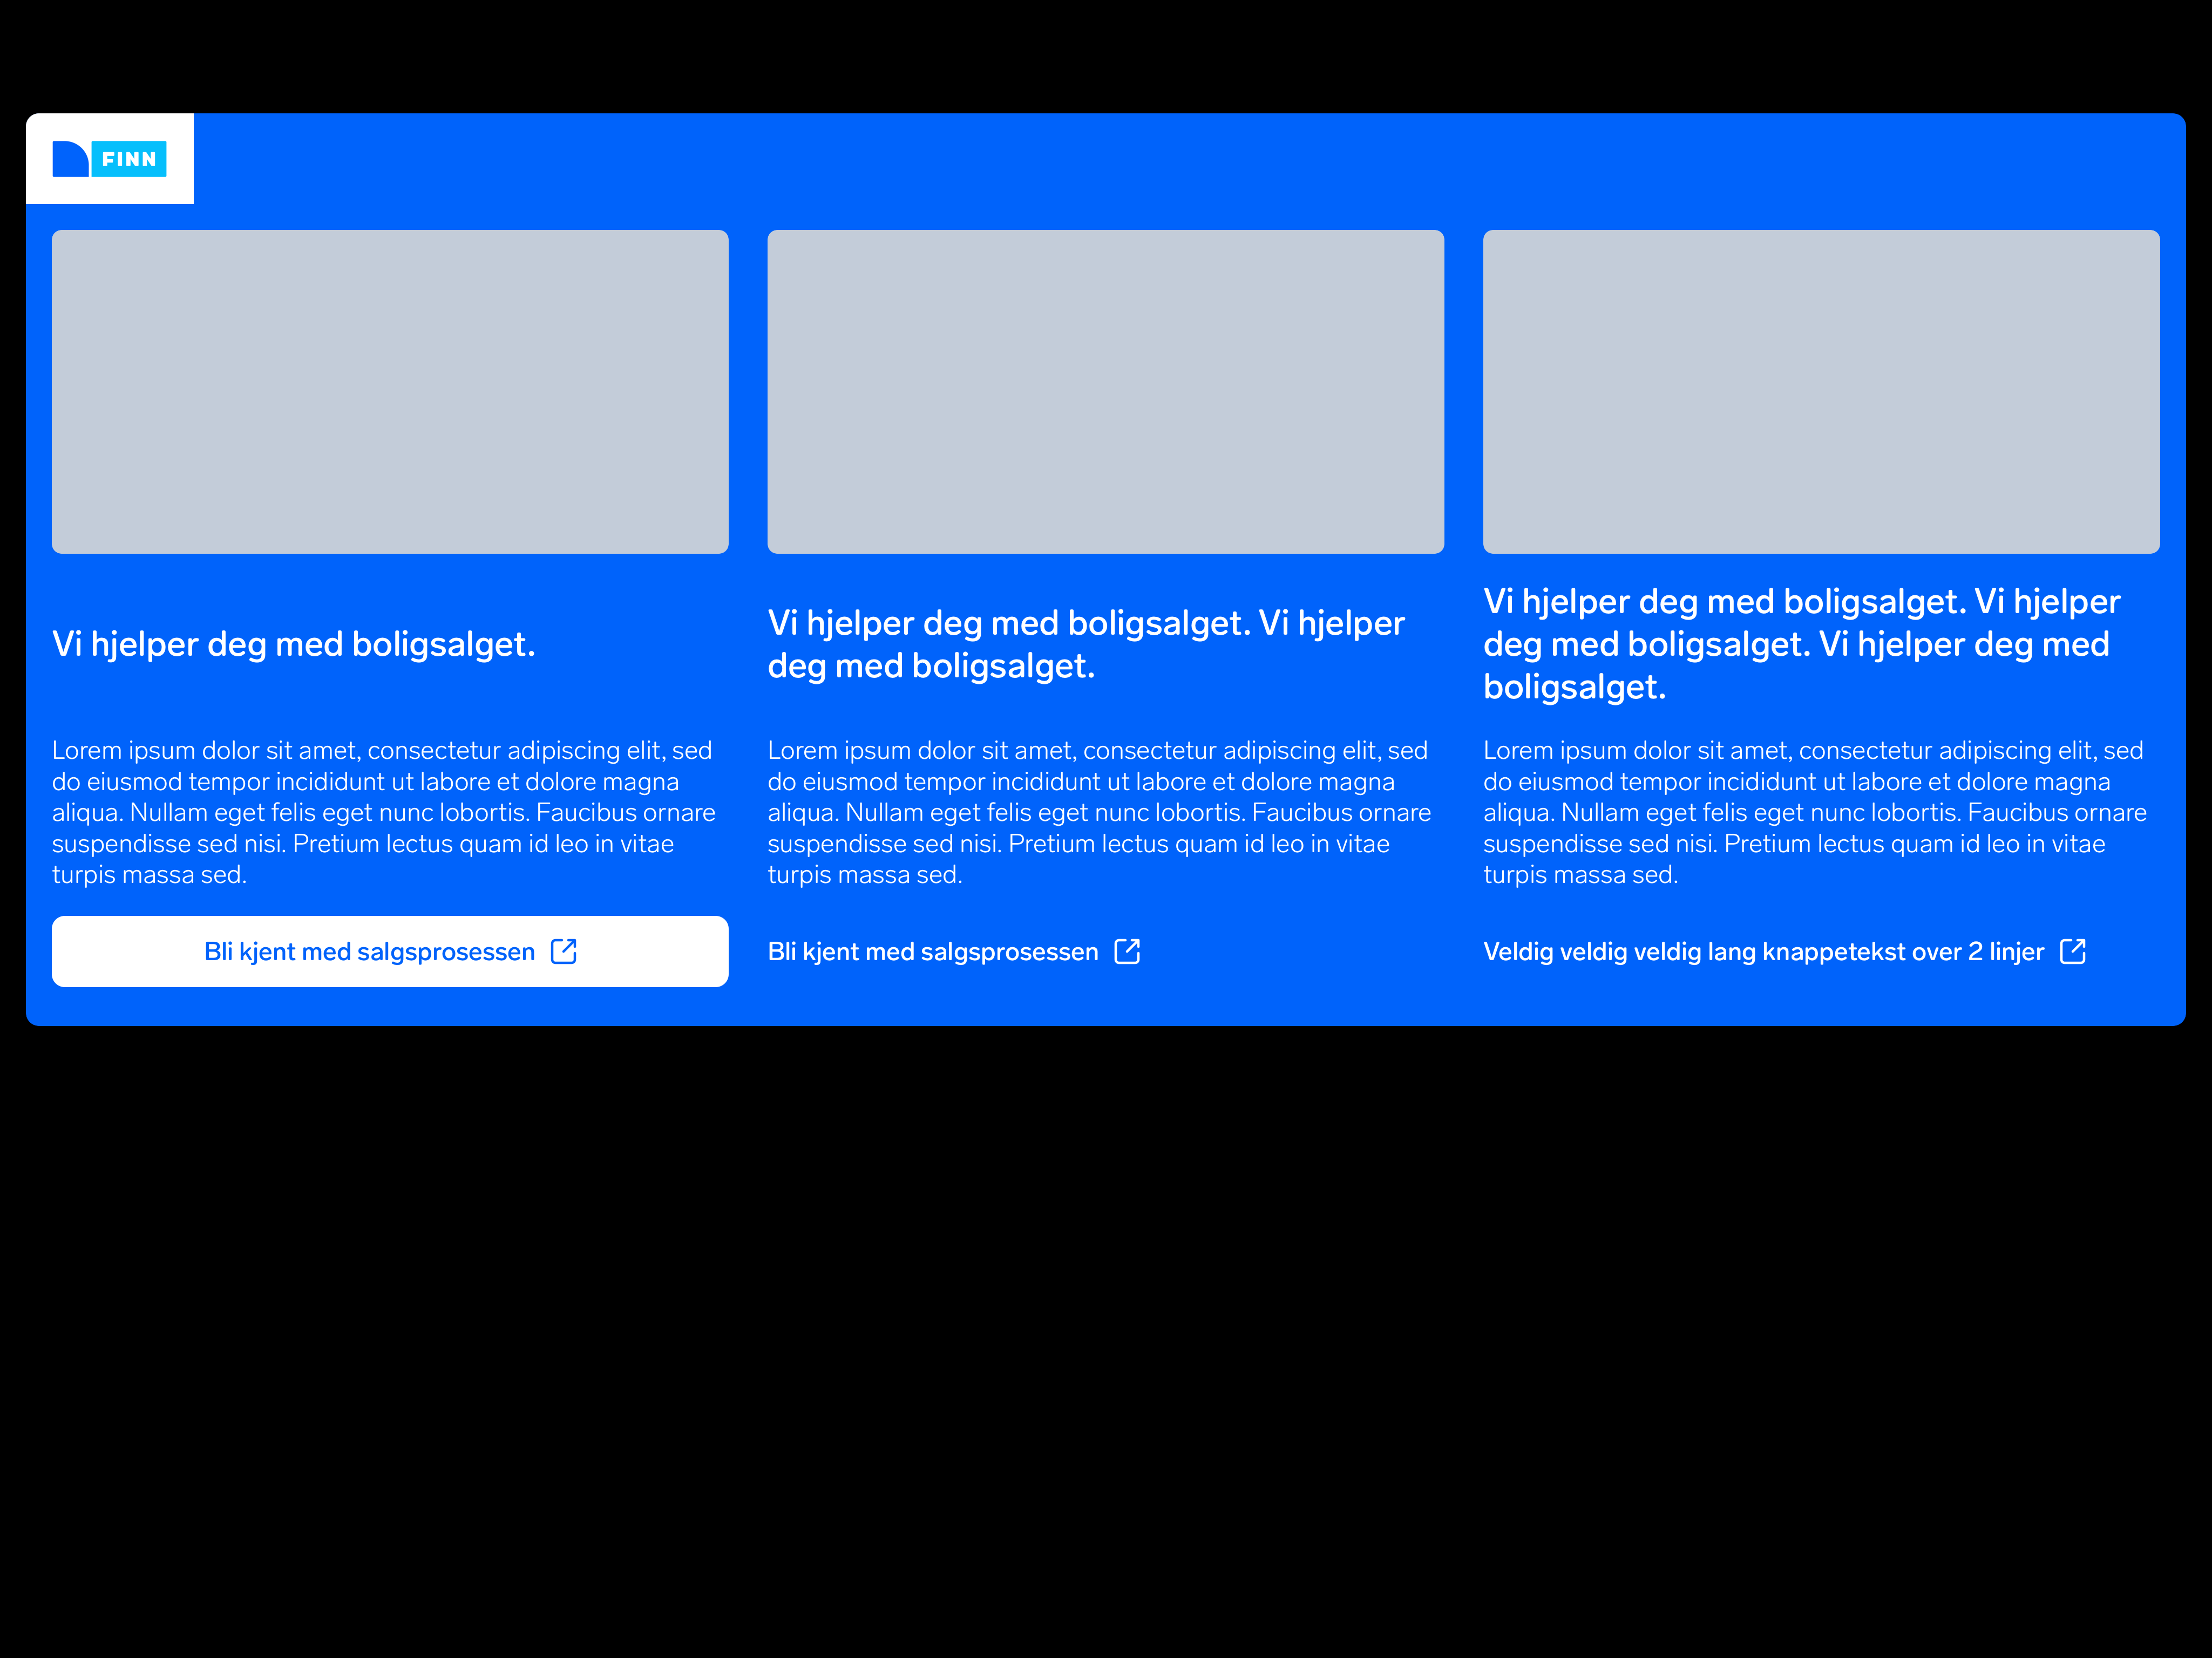 FINN
Vi hjelper deg med boligsalget.
Lorem ipsum dolor sit amet, consectetur adipiscing elit, sed
do eiusmod tempor incididunt ut labore et dolore magna
aliqua. Nullam eget felis eget nunc lobortis. Faucibus ornare
suspendisse sed nisi. Pretium lectus quam id leo in vitae
turpis massa sed.
Bli kjent med salgsprosessen
Vi hjelper deg med boligsalget. Vi hjelper
deg med boligsalget.
Lorem ipsum dolor sit amet, consectetur adipiscing elit, sed
do eiusmod tempor incididunt ut labore et dolore magna
aliqua. Nullam eget felis eget nunc lobortis. Faucibus ornare
suspendisse sed nisi. Pretium lectus quam id leo in vitae
turpis massa sed.
Bli kjent med salgsprosessen
Vi hjelper deg med boligsalget. Vi hjelper
deg med boligsalget. Vi hjelper deg med
boligsalget.
Lorem ipsum dolor sit amet, consectetur adipiscing elit, sed
do eiusmod tempor incididunt ut labore et dolore magna
aliqua. Nullam eget felis eget nunc lobortis. Faucibus ornare
suspendisse sed nisi. Pretium lectus quam id leo in vitae
turpis massa sed.
Veldig veldig veldig lang knappetekst over 2 linjer